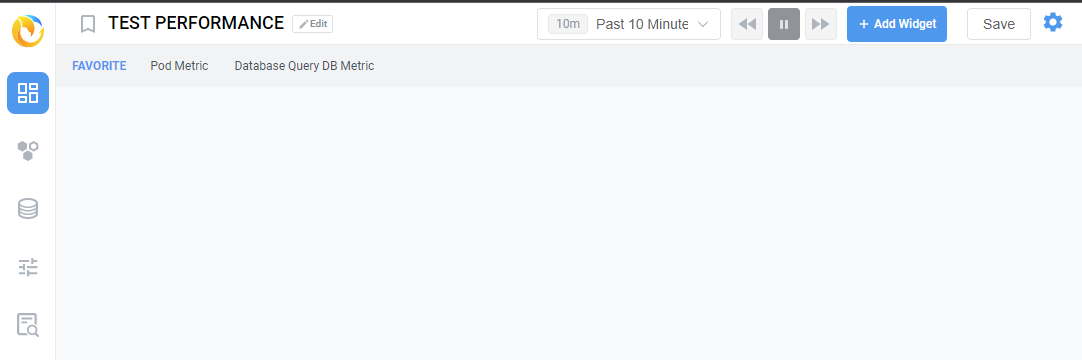 TEST PERFORMANCE Edit 10m Past 10 Minute + Add Widget Save
FAVORITE Pod Metric Database Query DB Metric